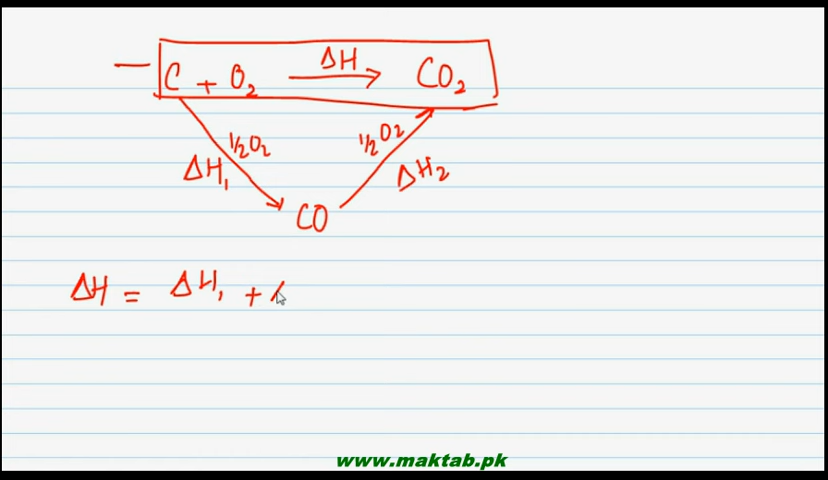 — C + O₂ ΔH → CO₂
½O₂ ½O₂
ΔH₁ ΔH₂
CO
ΔH = ΔH₁ +
www.maktab.pk